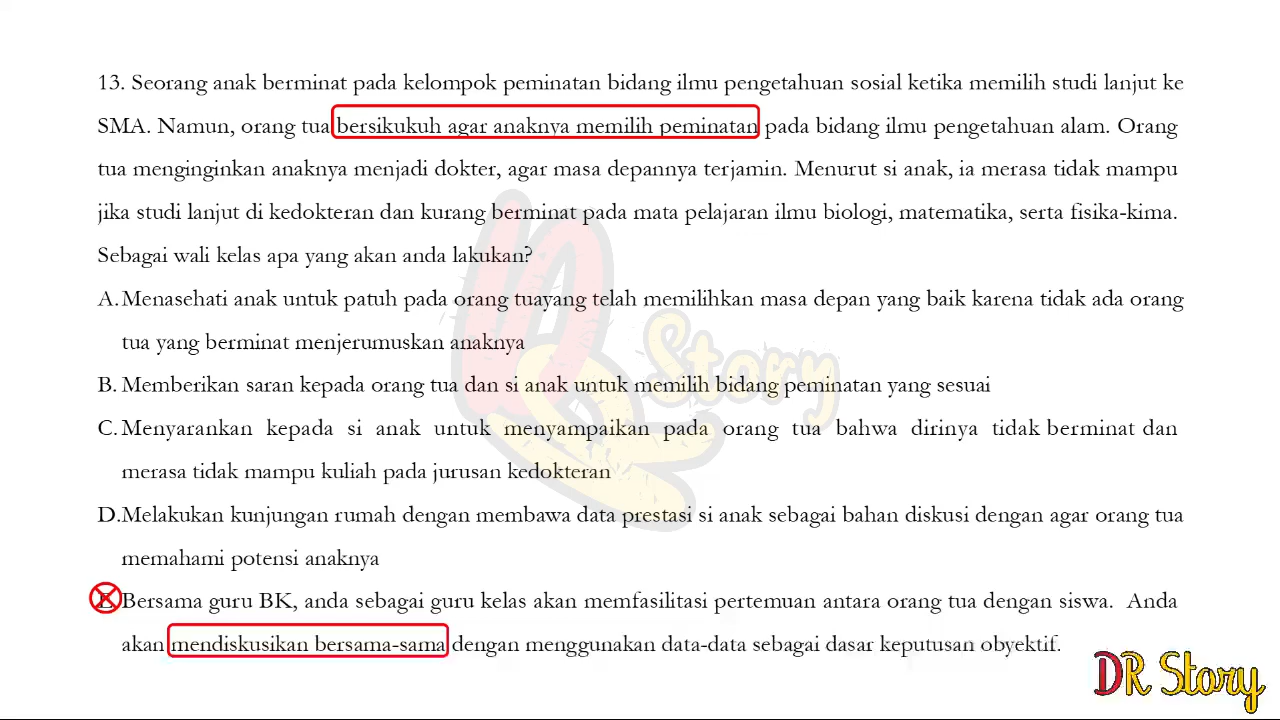 13. Seorang anak berminat pada kelompok peminatan bidang ilmu pengetahuan sosial ketika memilih studi lanjut ke
SMA. Namun, orang tua bersikukuh agar anaknya memilih peminatan pada bidang ilmu pengetahuan alam. Orang
tua menginginkan anaknya menjadi dokter, agar masa depannya terjamin. Menurut si anak, ia merasa tidak mampu
jika studi lanjut di kedokteran dan kurang berminat pada mata pelajaran ilmu biologi, matematika, serta fisika-kima.
Sebagai wali kelas apa yang akan anda lakukan?
A. Menasehati anak untuk patuh pada orang tuayang telah memilihkan masa depan yang baik karena tidak ada orang
tua yang berminat menjerumuskan anaknya
B. Memberikan saran kepada orang tua dan si anak untuk memilih bidang peminatan yang sesuai
C. Menyarankan kepada si anak untuk menyampaikan pada orang tua bahwa dirinya tidak berminat dan
merasa tidak mampu kuliah pada jurusan kedokteran
D. Melakukan kunjungan rumah dengan membawa data prestasi si anak sebagai bahan diskusi dengan agar orang tua
memahami potensi anaknya
E. Bersama guru BK, anda sebagai guru kelas akan memfasilitasi pertemuan antara orang tua dengan siswa. Anda
akan mendiskusikan bersama-sama dengan menggunakan data-data sebagai dasar keputusan obyektif.
Story
DR Story